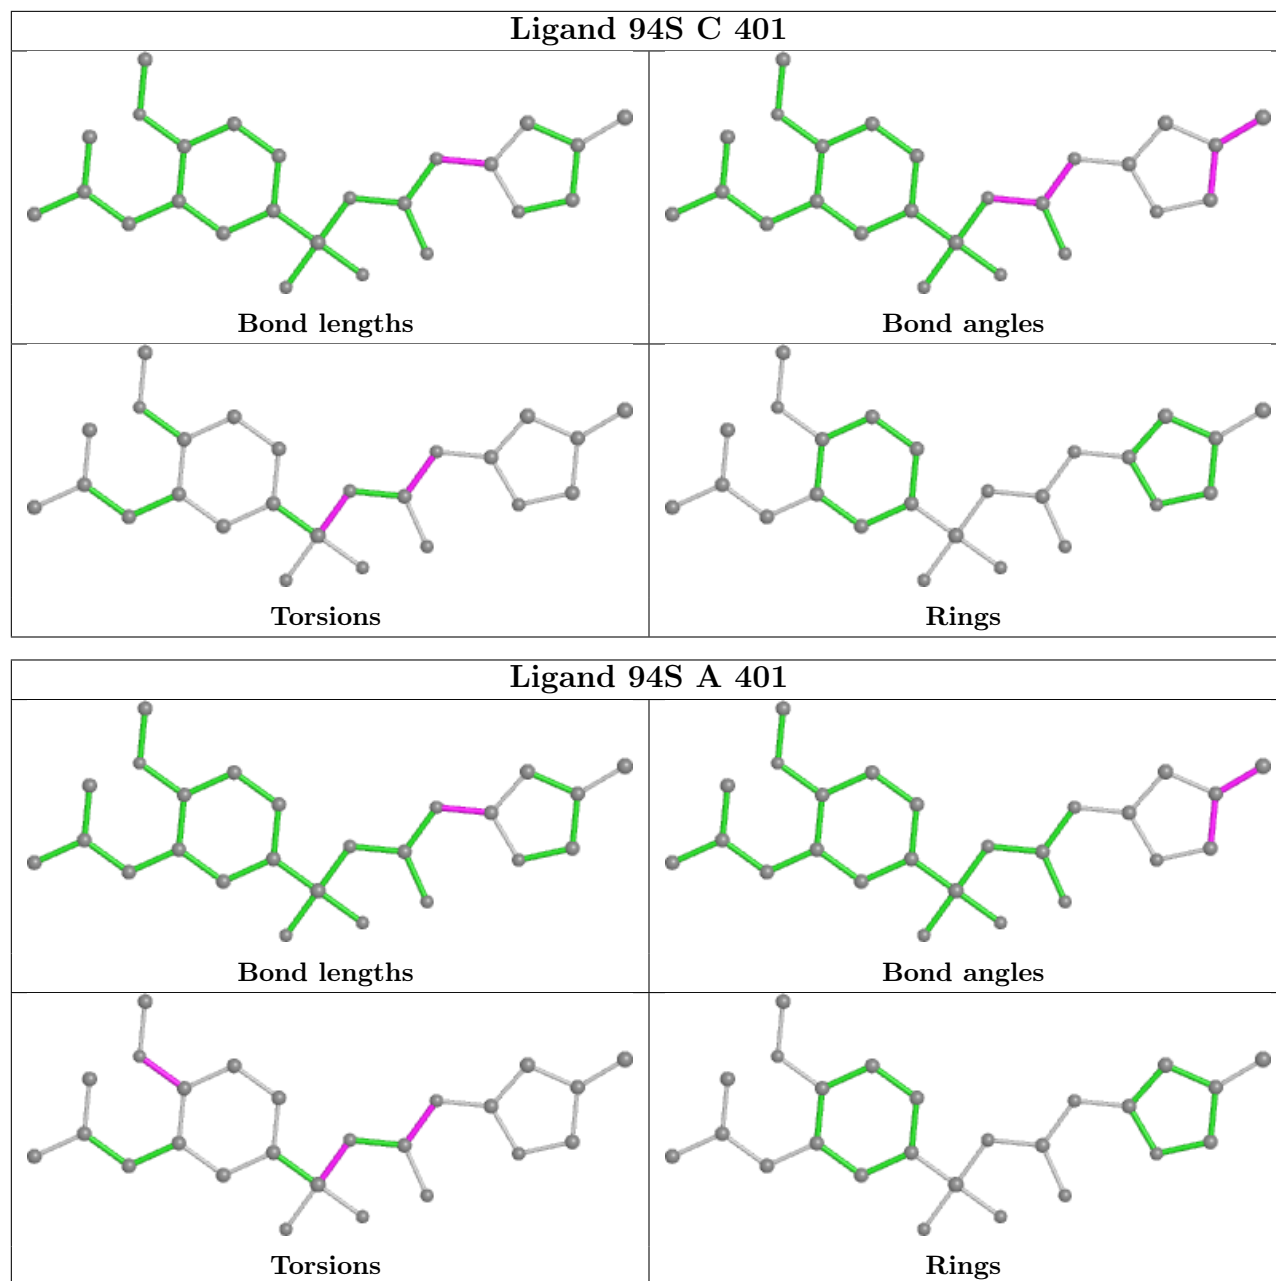 Ligand 94S C 401
Bond lengths
Bond angles
Torsions
Rings
Ligand 94S A 401
Bond lengths
Bond angles
Torsions
Rings